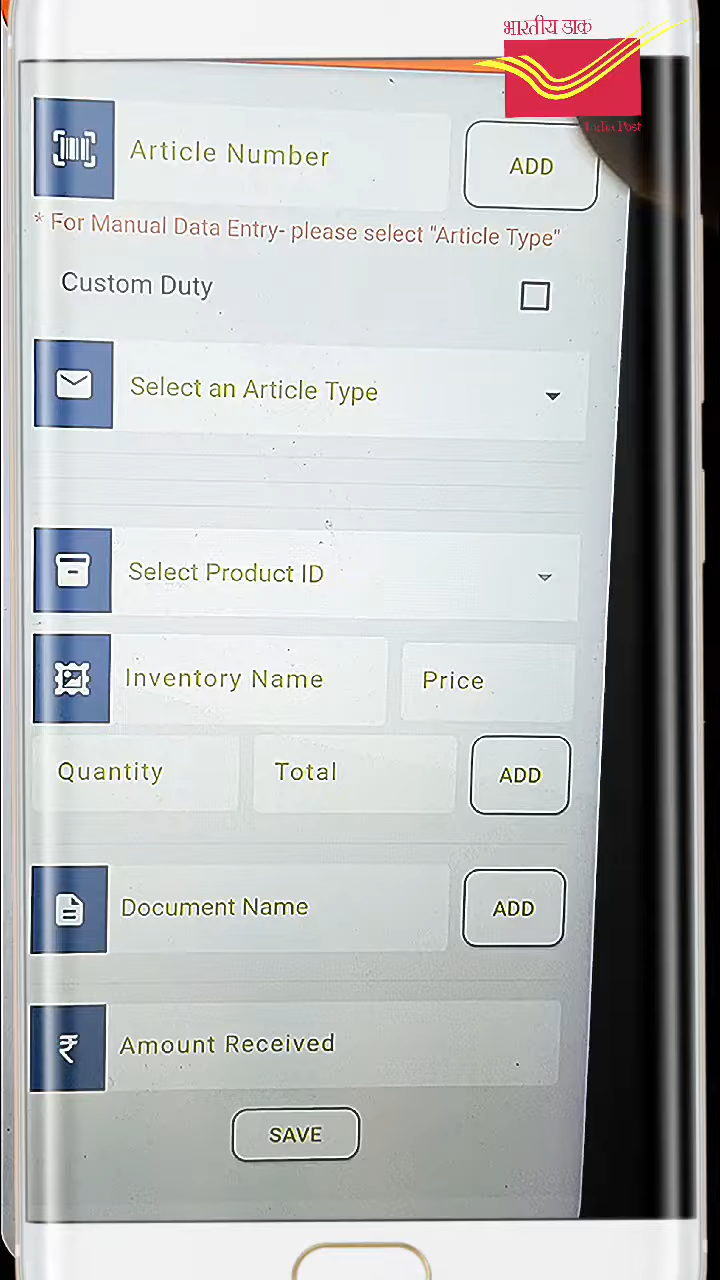 भारतीय डाक
India Post
Article Number
ADD
* For Manual Data Entry- please select "Article Type"
Custom Duty
Select an Article Type
Select Product ID
Inventory Name
Price
Quantity
Total
ADD
Document Name
ADD
₹
Amount Received
SAVE